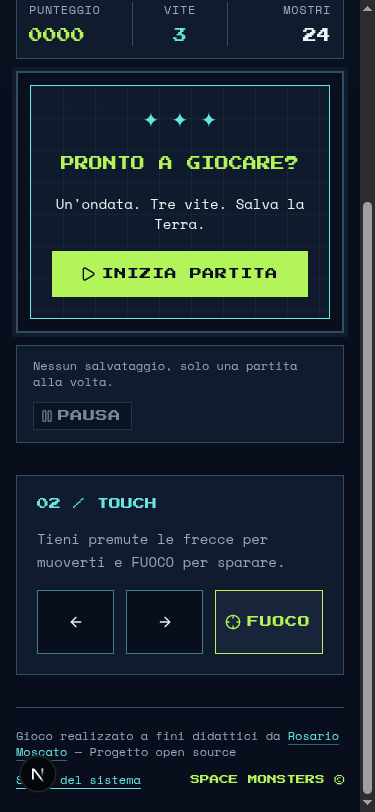 PUNTEGGIO VITE MOSTRI
0000 3 24
PRONTO A GIOCARE?
Un'ondata. Tre vite. Salva la
Terra.
INIZIA PARTITA
Nessun salvataggio, solo una partita
alla volta.
PAUSA
02 / TOUCH
Tieni premute le frecce per
muoverti e FUOCO per sparare.
← → FUOCO
Gioco realizzato a fini didattici da Rosario
Moscato — Progetto open source
N del sistema SPACE MONSTERS ©